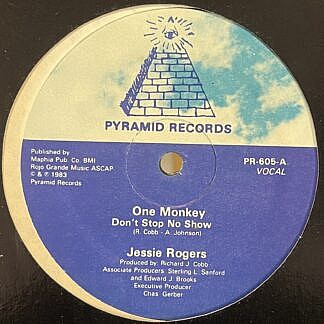 PYRAMID RECORDS
Published by
Maphia Pub. Co. BMI
Rojo Grande Music ASCAP
© & ℗ 1983
Pyramid Records
PR-605-A
VOCAL
One Monkey
Don't Stop No Show
(R. Cobb - A. Johnson)
Jessie Rogers
Produced by: Richard J. Cobb
Associate Producers: Sterling L. Sanford
and Edward J. Brooks
Executive Producer
Chas Gerber